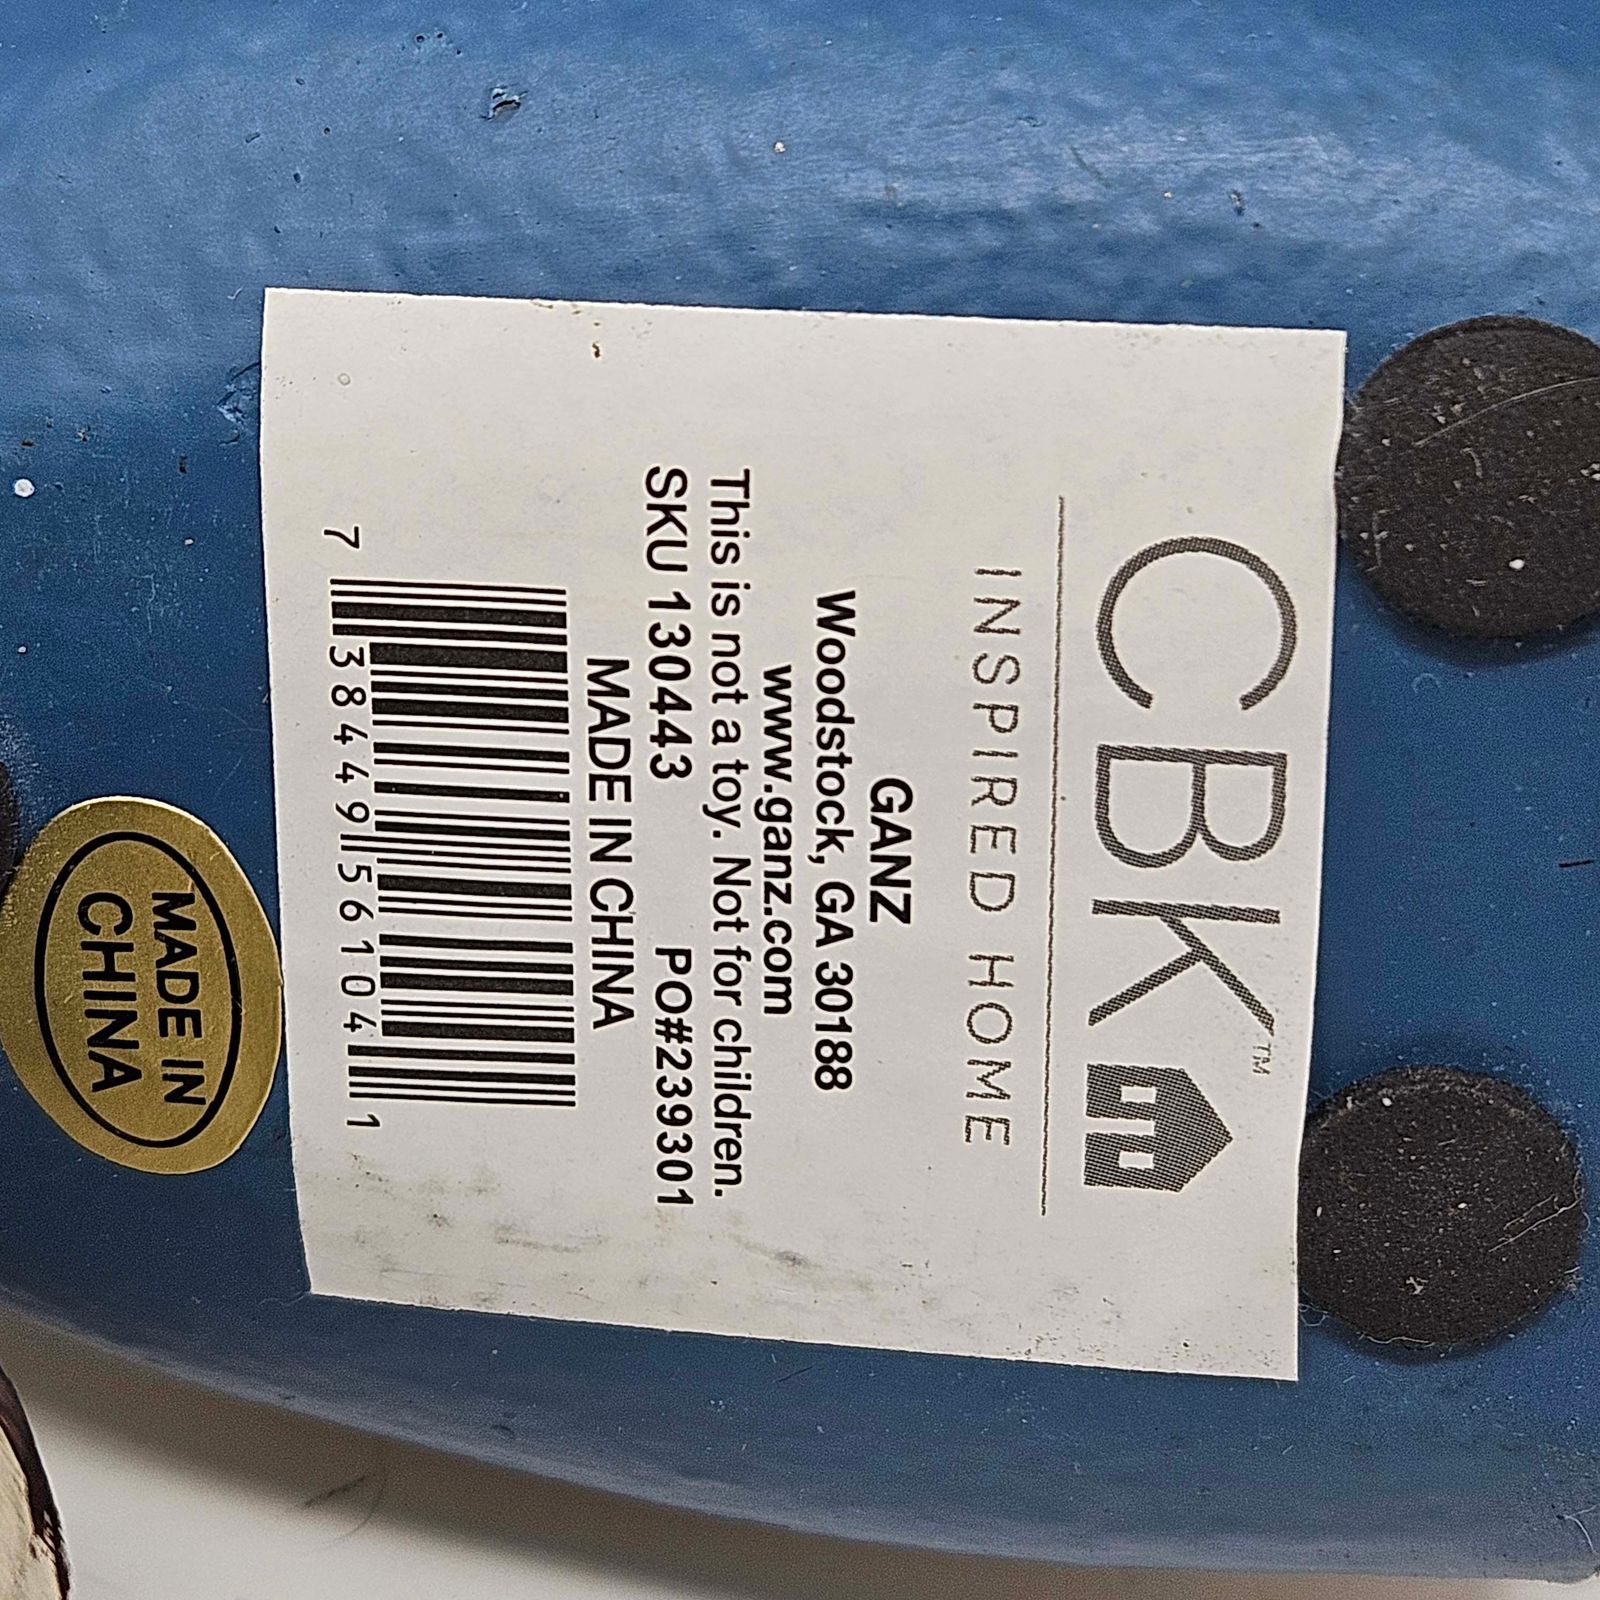 CBK™
INSPIRED HOME
GANZ
Woodstock, GA 30188
www.ganz.com
This is not a toy. Not for children.
SKU 130443 PO#239301
MADE IN CHINA
7 38449 56104 1
MADE IN
CHINA